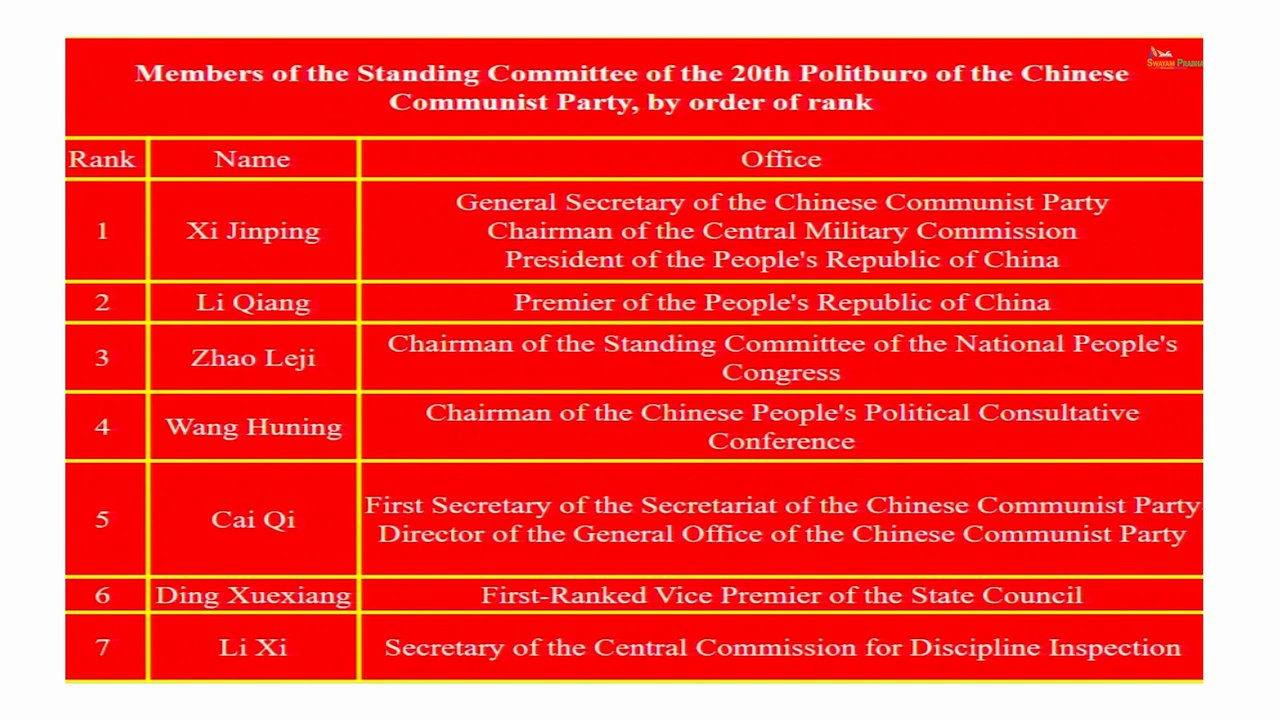 SWAYAM PRABHA
Members of the Standing Committee of the 20th Politburo of the Chinese
Communist Party, by order of rank
Rank Name Office
1 Xi Jinping General Secretary of the Chinese Communist Party
Chairman of the Central Military Commission
President of the People's Republic of China
2 Li Qiang Premier of the People's Republic of China
3 Zhao Leji Chairman of the Standing Committee of the National People's
Congress
4 Wang Huning Chairman of the Chinese People's Political Consultative
Conference
5 Cai Qi First Secretary of the Secretariat of the Chinese Communist Party
Director of the General Office of the Chinese Communist Party
6 Ding Xuexiang First-Ranked Vice Premier of the State Council
7 Li Xi Secretary of the Central Commission for Discipline Inspection